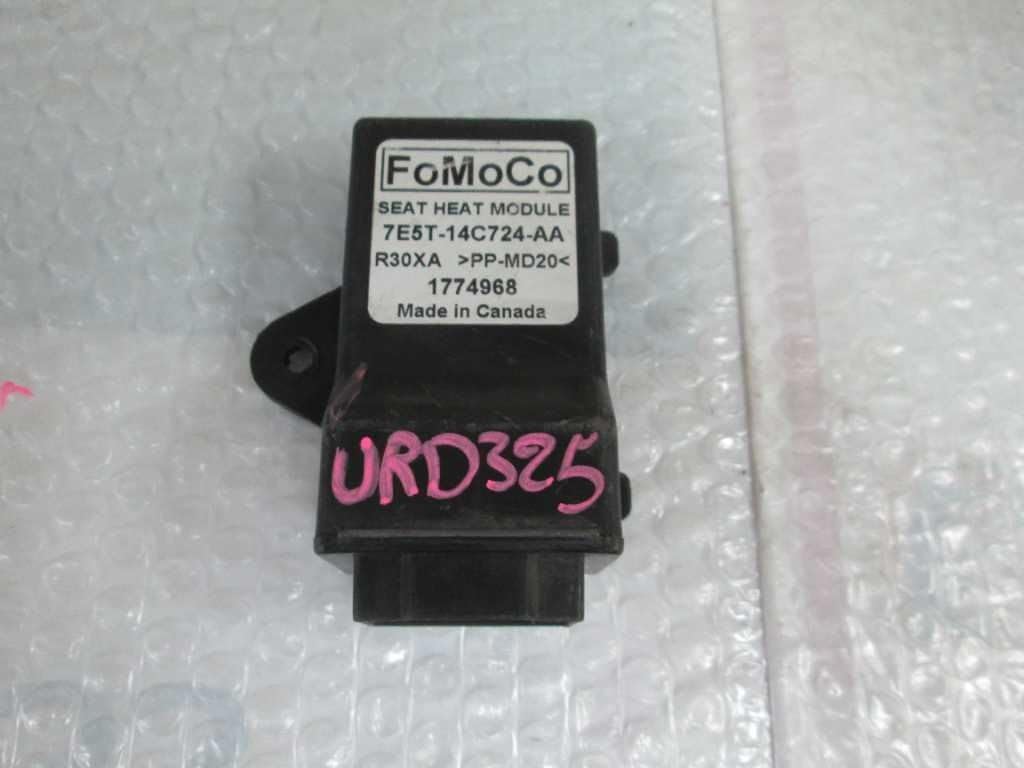 FoMoCo
SEAT HEAT MODULE
7E5T-14C724-AA
R30XA >PP-MD20<
1774968
Made in Canada
URD325